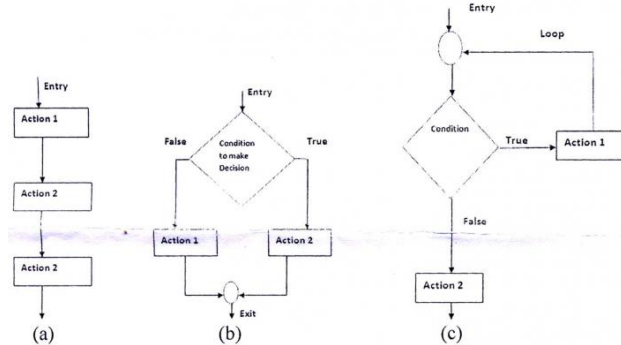 Entry
Action 1
Action 2
Action 2
(a)
Entry
False
True
Condition
to make
Decision
Action 1
Action 2
Exit
(b)
Entry
Loop
Condition
True
Action 1
False
Action 2
(c)